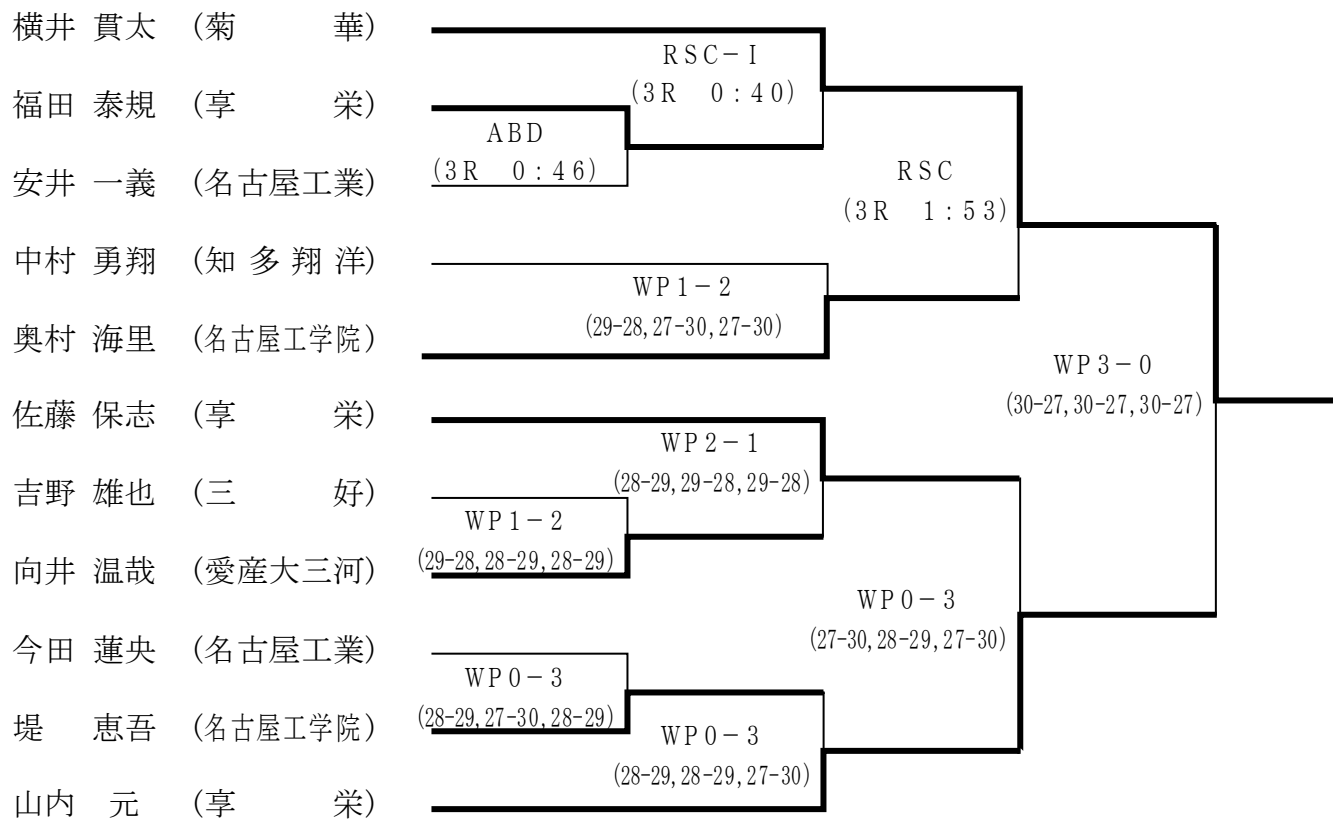 横井 貫太 (菊　　華)
RSC-I
(3R 0:40)
福田 泰規 (享　　栄)
ABD
(3R 0:46)
安井 一義 (名古屋工業)
RSC
(3R 1:53)
中村 勇翔 (知多翔洋)
WP1-2
(29-28,27-30,27-30)
奥村 海里 (名古屋工学院)
WP3-0
(30-27,30-27,30-27)
佐藤 保志 (享　　栄)
WP2-1
(28-29,29-28,29-28)
吉野 雄也 (三　　好)
WP1-2
(29-28,28-29,28-29)
向井 温哉 (愛産大三河)
WP0-3
(27-30,28-29,27-30)
今田 蓮央 (名古屋工業)
WP0-3
(28-29,27-30,28-29)
堤　恵吾 (名古屋工学院)
WP0-3
(28-29,28-29,27-30)
山内　元 (享　　栄)